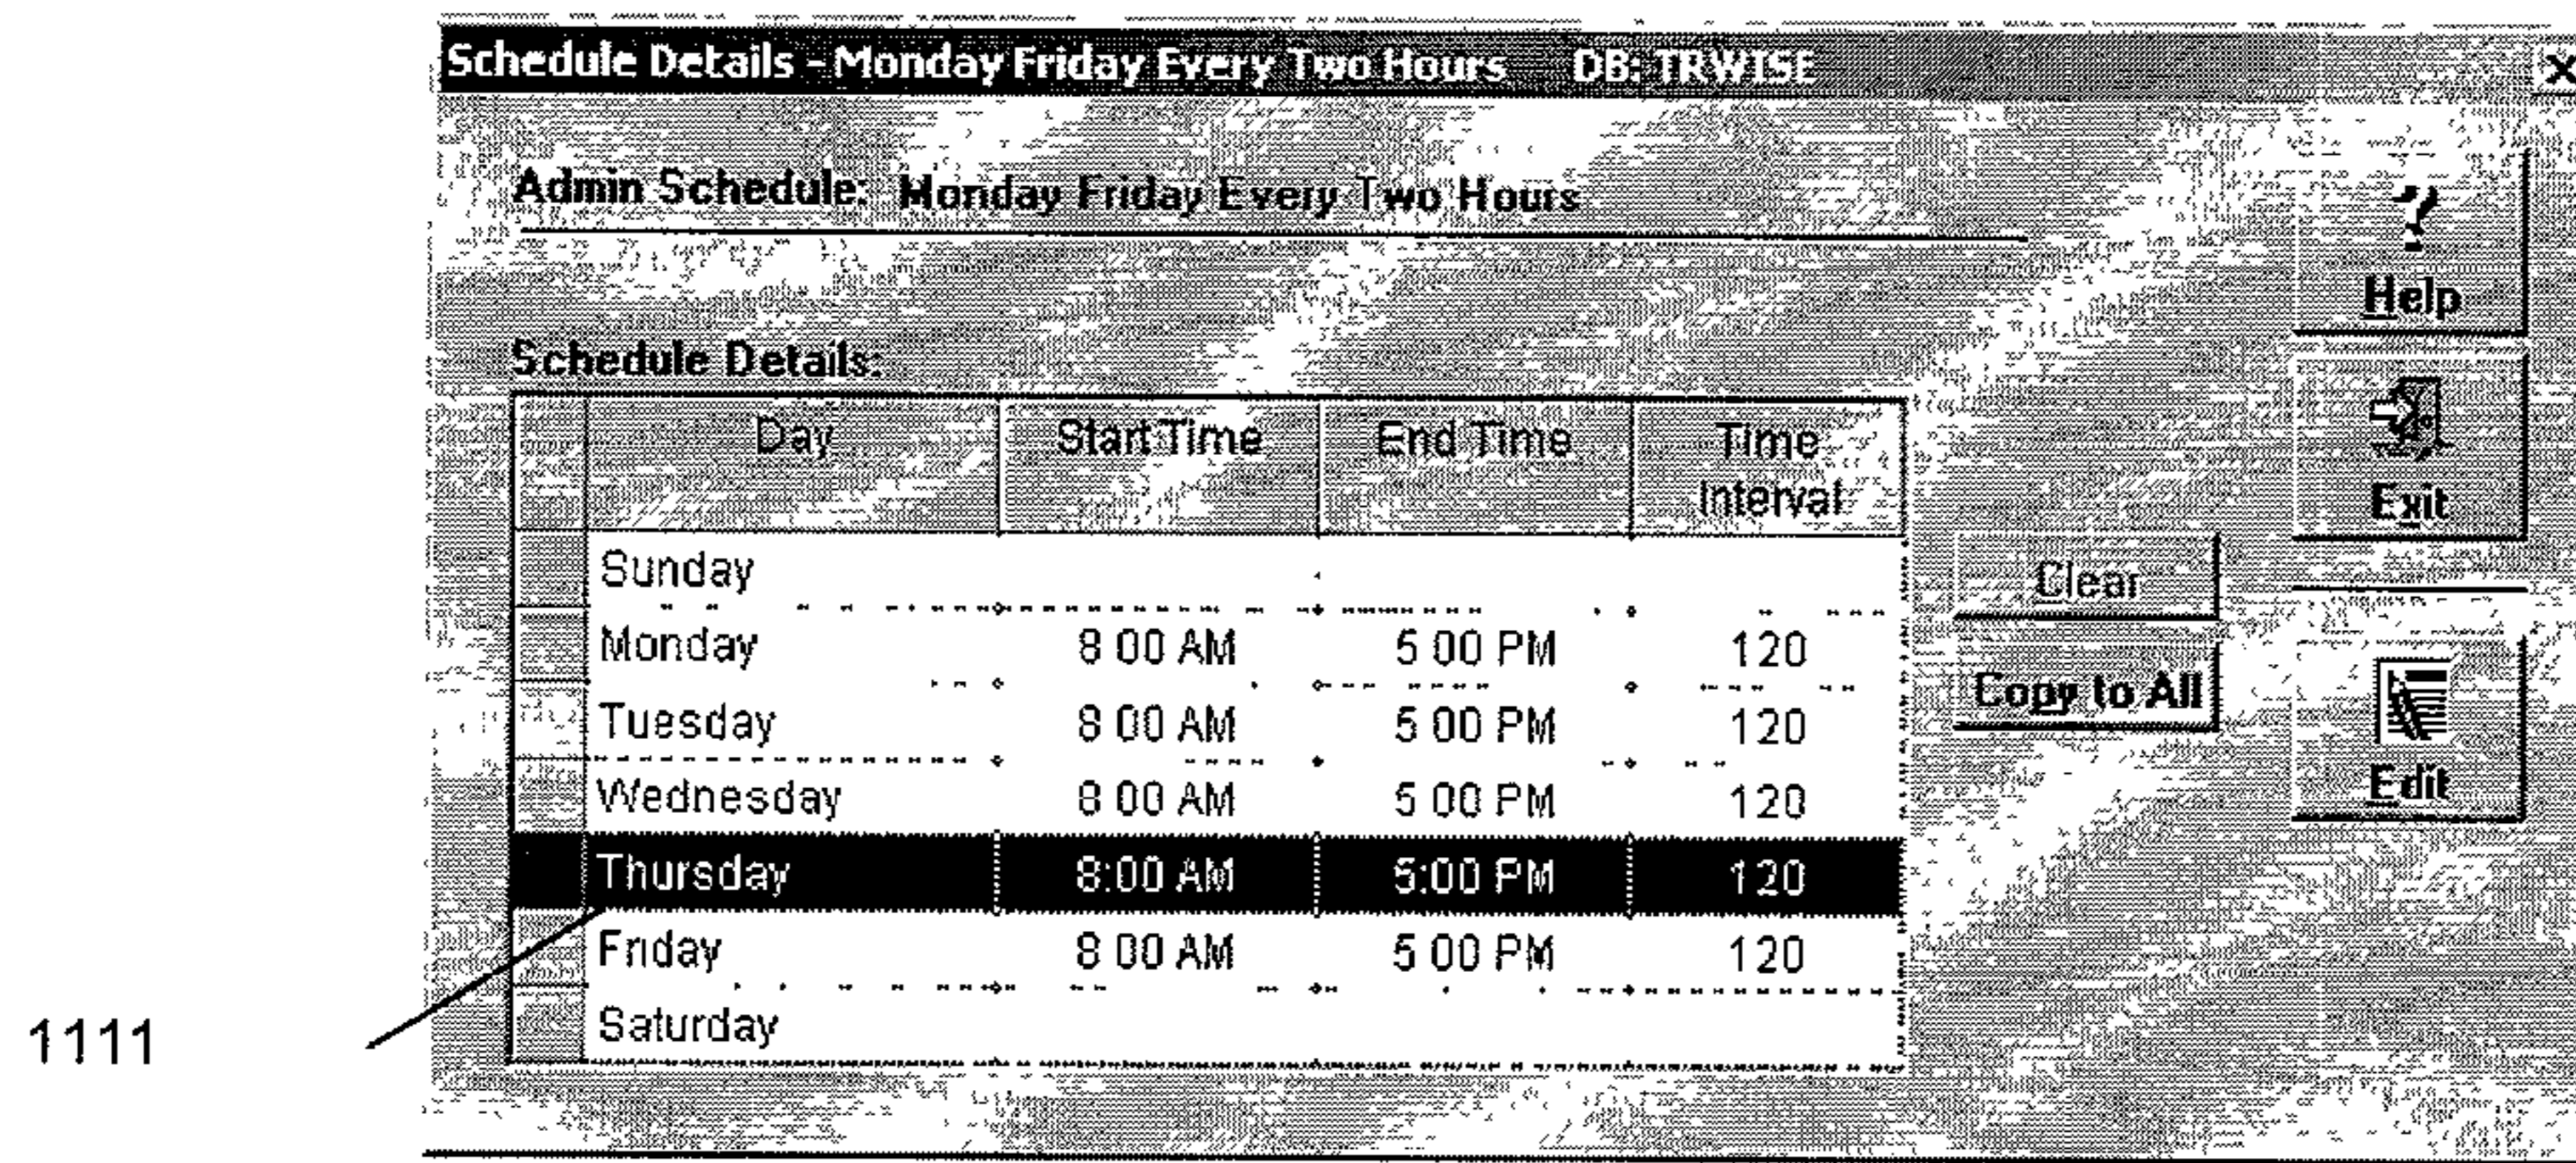 Schedule Details - Monday Friday Every Two Hours DB: TRWISE
Admin Schedule: Monday Friday Every Two Hours
Help
Schedule Details:
Day Start Time End Time Time Interval
Exit
Sunday
Clear
Monday 8 00 AM 5 00 PM 120
Copy to All
Tuesday 8 00 AM 5 00 PM 120
Edit
Wednesday 8 00 AM 5 00 PM 120
Thursday 8:00 AM 5:00 PM 120
Friday 8 00 AM 5 00 PM 120
Saturday
1111